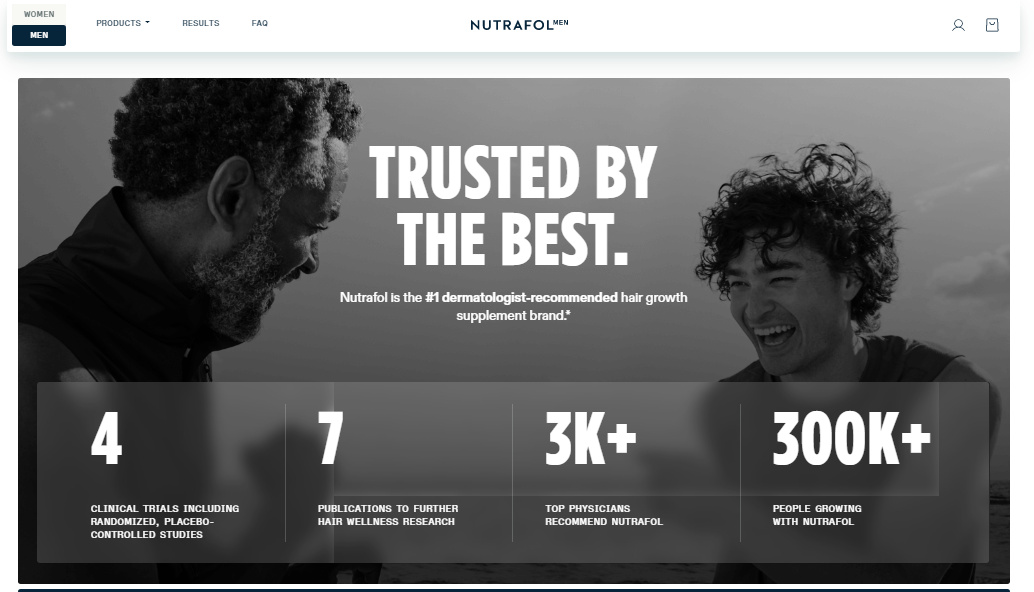 WOMEN
MEN
PRODUCTS
RESULTS
FAQ
NUTRAFOL MEN
TRUSTED BY
THE BEST.
Nutrafol is the #1 dermatologist-recommended hair growth
supplement brand.*
4
CLINICAL TRIALS INCLUDING
RANDOMIZED, PLACEBO-
CONTROLLED STUDIES
7
PUBLICATIONS TO FURTHER
HAIR WELLNESS RESEARCH
3K+
TOP PHYSICIANS
RECOMMEND NUTRAFOL
300K+
PEOPLE GROWING
WITH NUTRAFOL